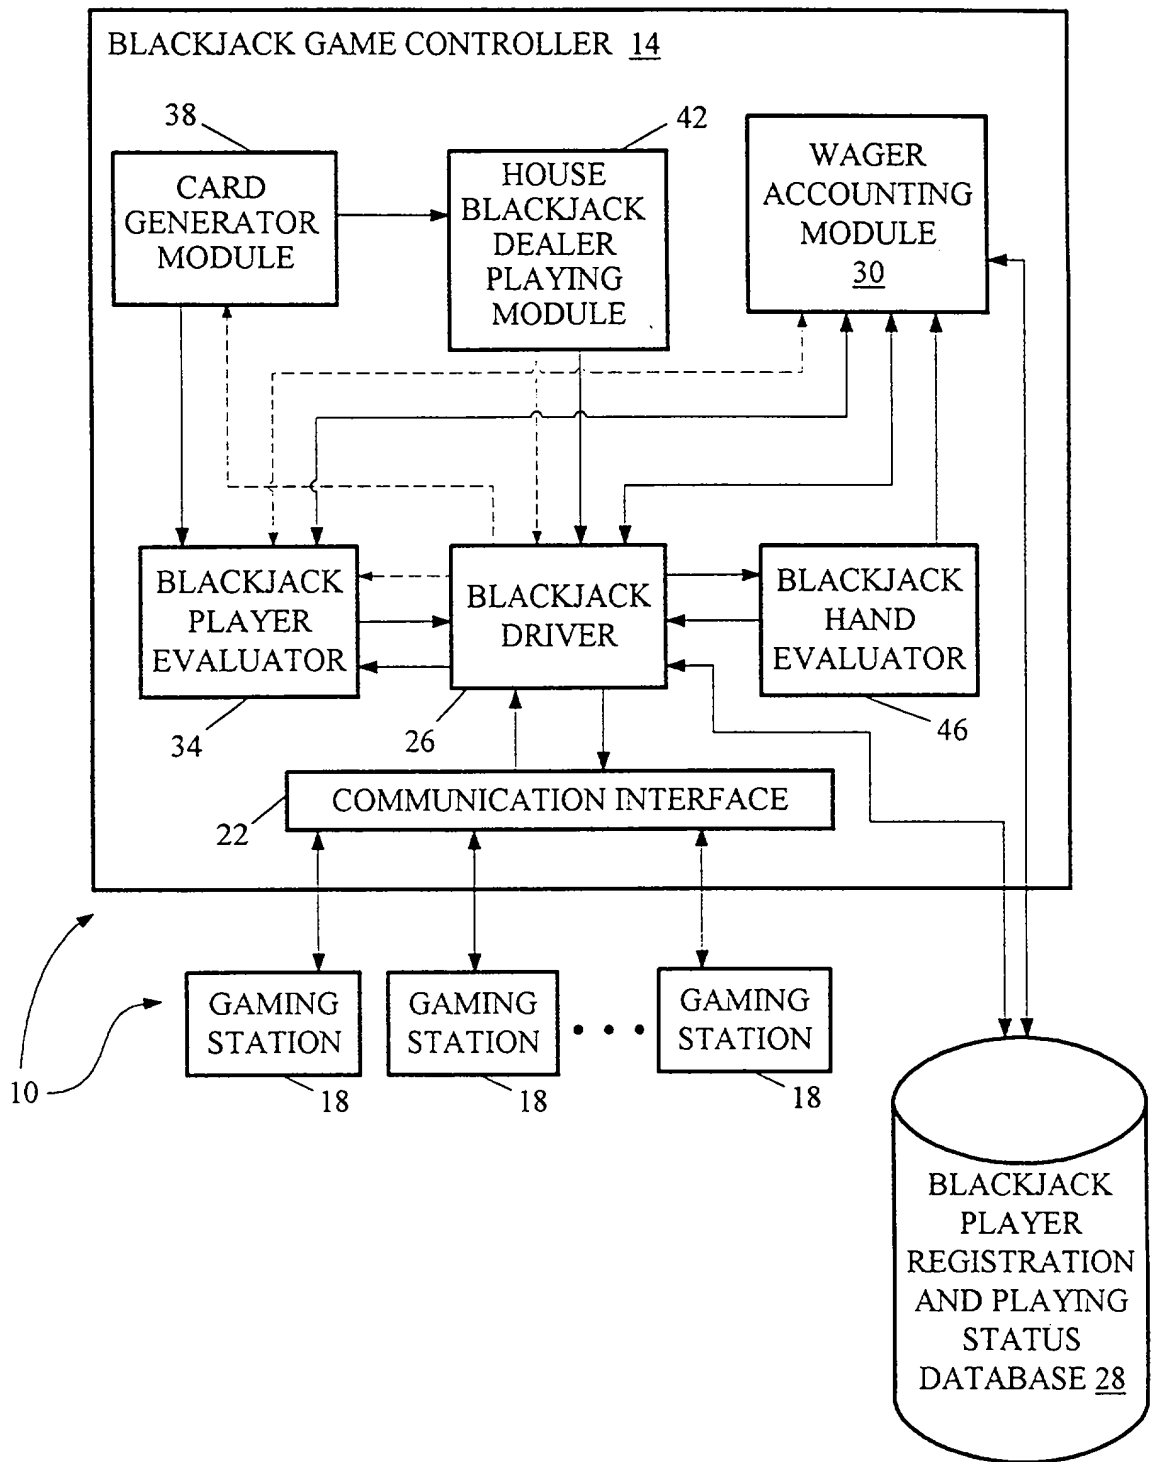 BLACKJACK GAME CONTROLLER 14
38
42
CARD
GENERATOR
MODULE
HOUSE
BLACKJACK
DEALER
PLAYING
MODULE
WAGER
ACCOUNTING
MODULE
30
BLACKJACK
PLAYER
EVALUATOR
BLACKJACK
DRIVER
BLACKJACK
HAND
EVALUATOR
34
26
46
COMMUNICATION INTERFACE
22
GAMING
STATION
GAMING
STATION
GAMING
STATION
10
18
18
18
BLACKJACK
PLAYER
REGISTRATION
AND PLAYING
STATUS
DATABASE 28